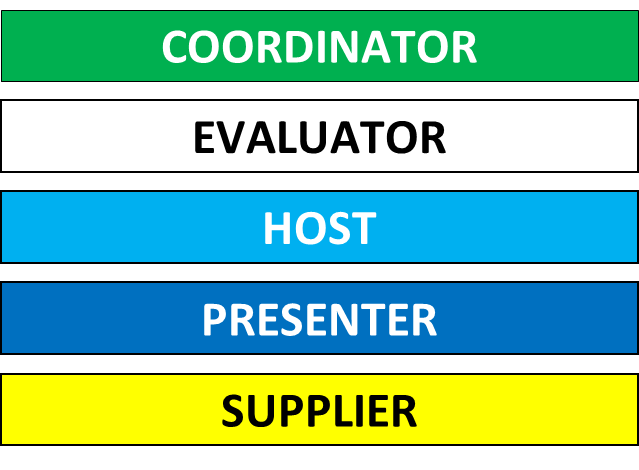 COORDINATOR
EVALUATOR
HOST
PRESENTER
SUPPLIER